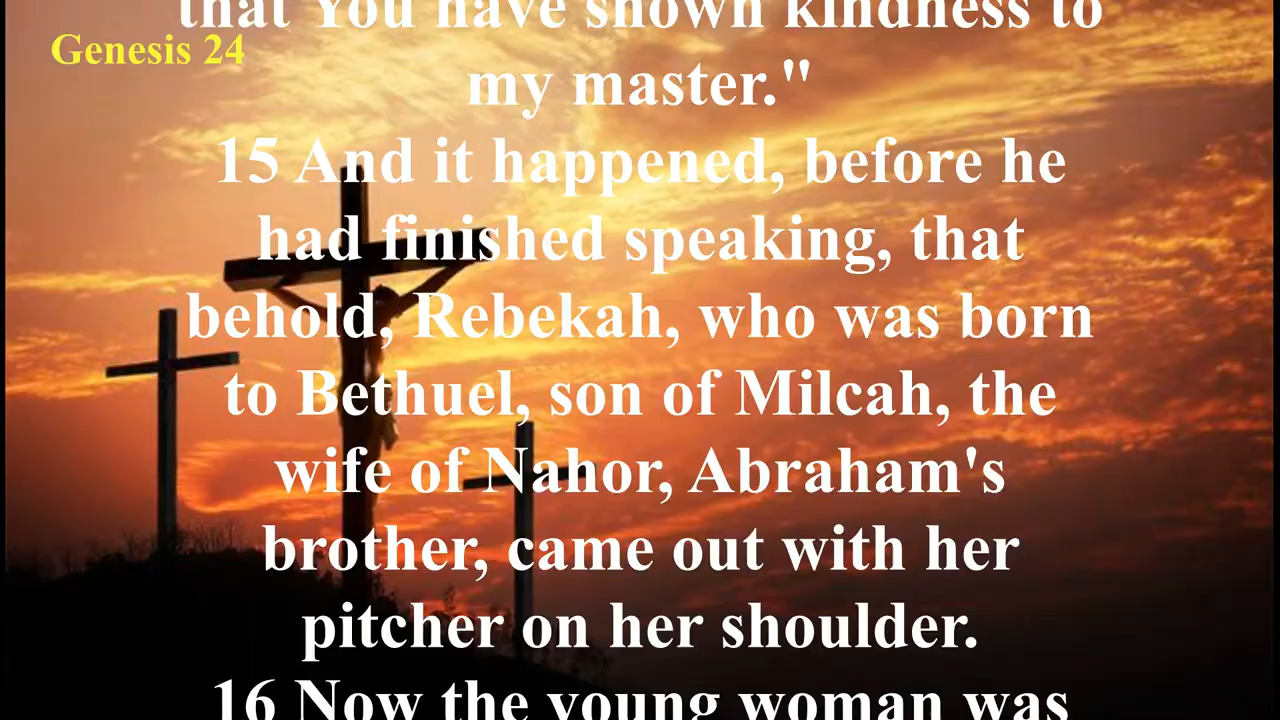 that You have shown kindness to
Genesis 24
my master."
15 And it happened, before he
had finished speaking, that
behold, Rebekah, who was born
to Bethuel, son of Milcah, the
wife of Nahor, Abraham's
brother, came out with her
pitcher on her shoulder.
16 Now the young woman was